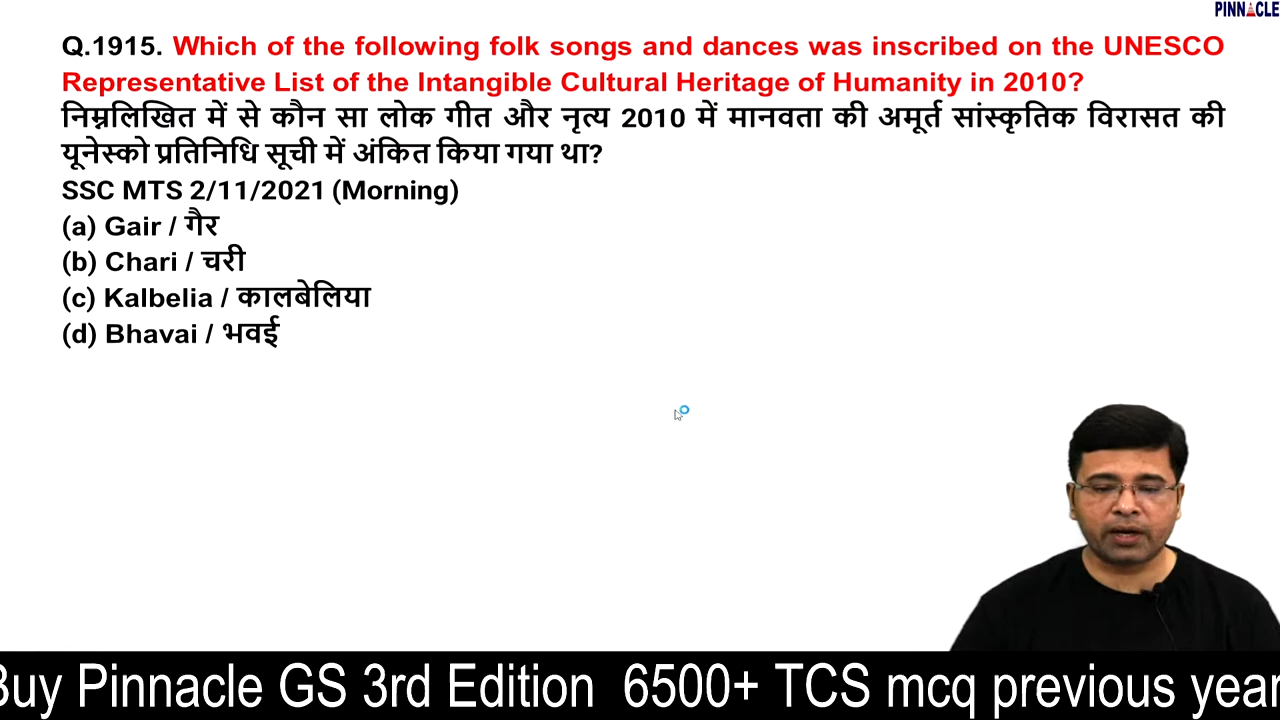 PINNACLE
Q.1915. Which of the following folk songs and dances was inscribed on the UNESCO
Representative List of the Intangible Cultural Heritage of Humanity in 2010?
निम्नलिखित में से कौन सा लोक गीत और नृत्य 2010 में मानवता की अमूर्त सांस्कृतिक विरासत की
यूनेस्को प्रतिनिधि सूची में अंकित किया गया था?
SSC MTS 2/11/2021 (Morning)
(a) Gair / गैर
(b) Chari / चरी
(c) Kalbelia / कालबेलिया
(d) Bhavai / भवई
Buy Pinnacle GS 3rd Edition 6500+ TCS mcq previous year